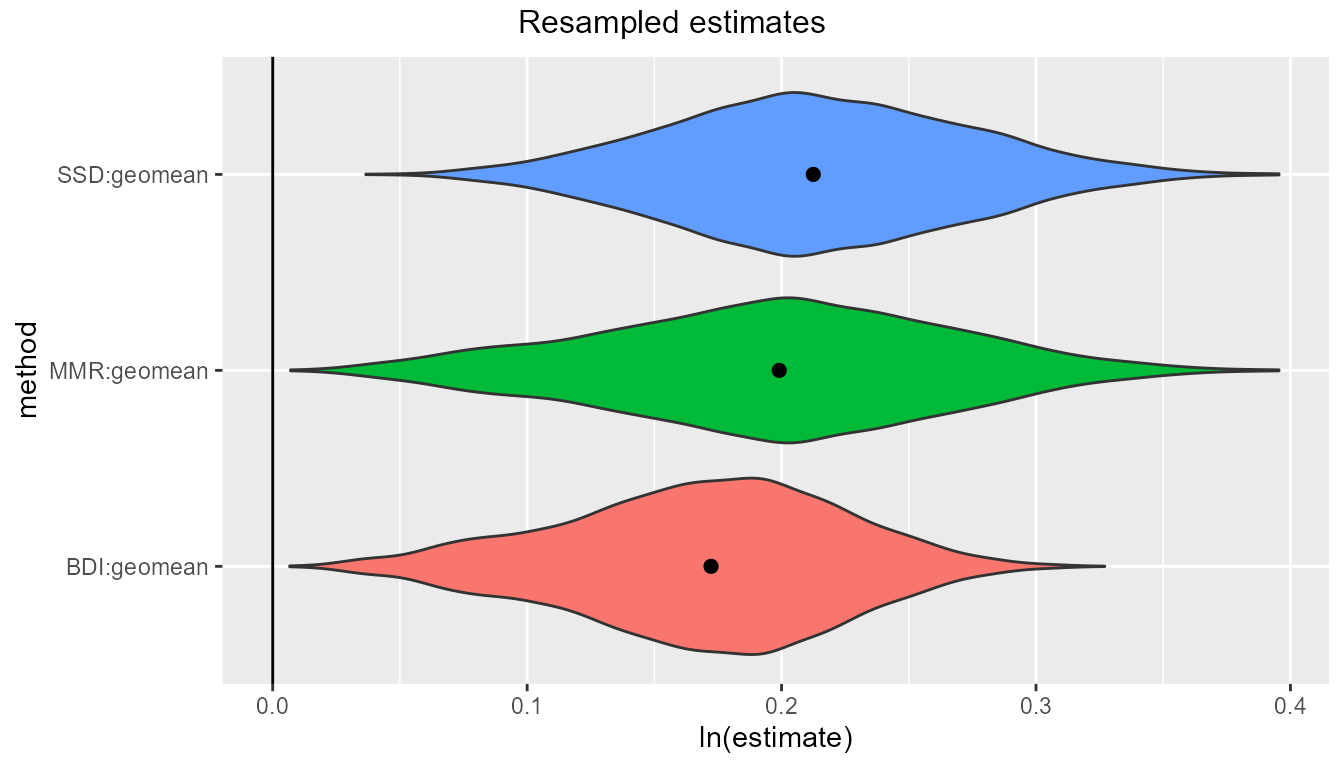 Resampled estimates
SSD:geomean
MMR:geomean
BDI:geomean
method
0.0 0.1 0.2 0.3 0.4
ln(estimate)